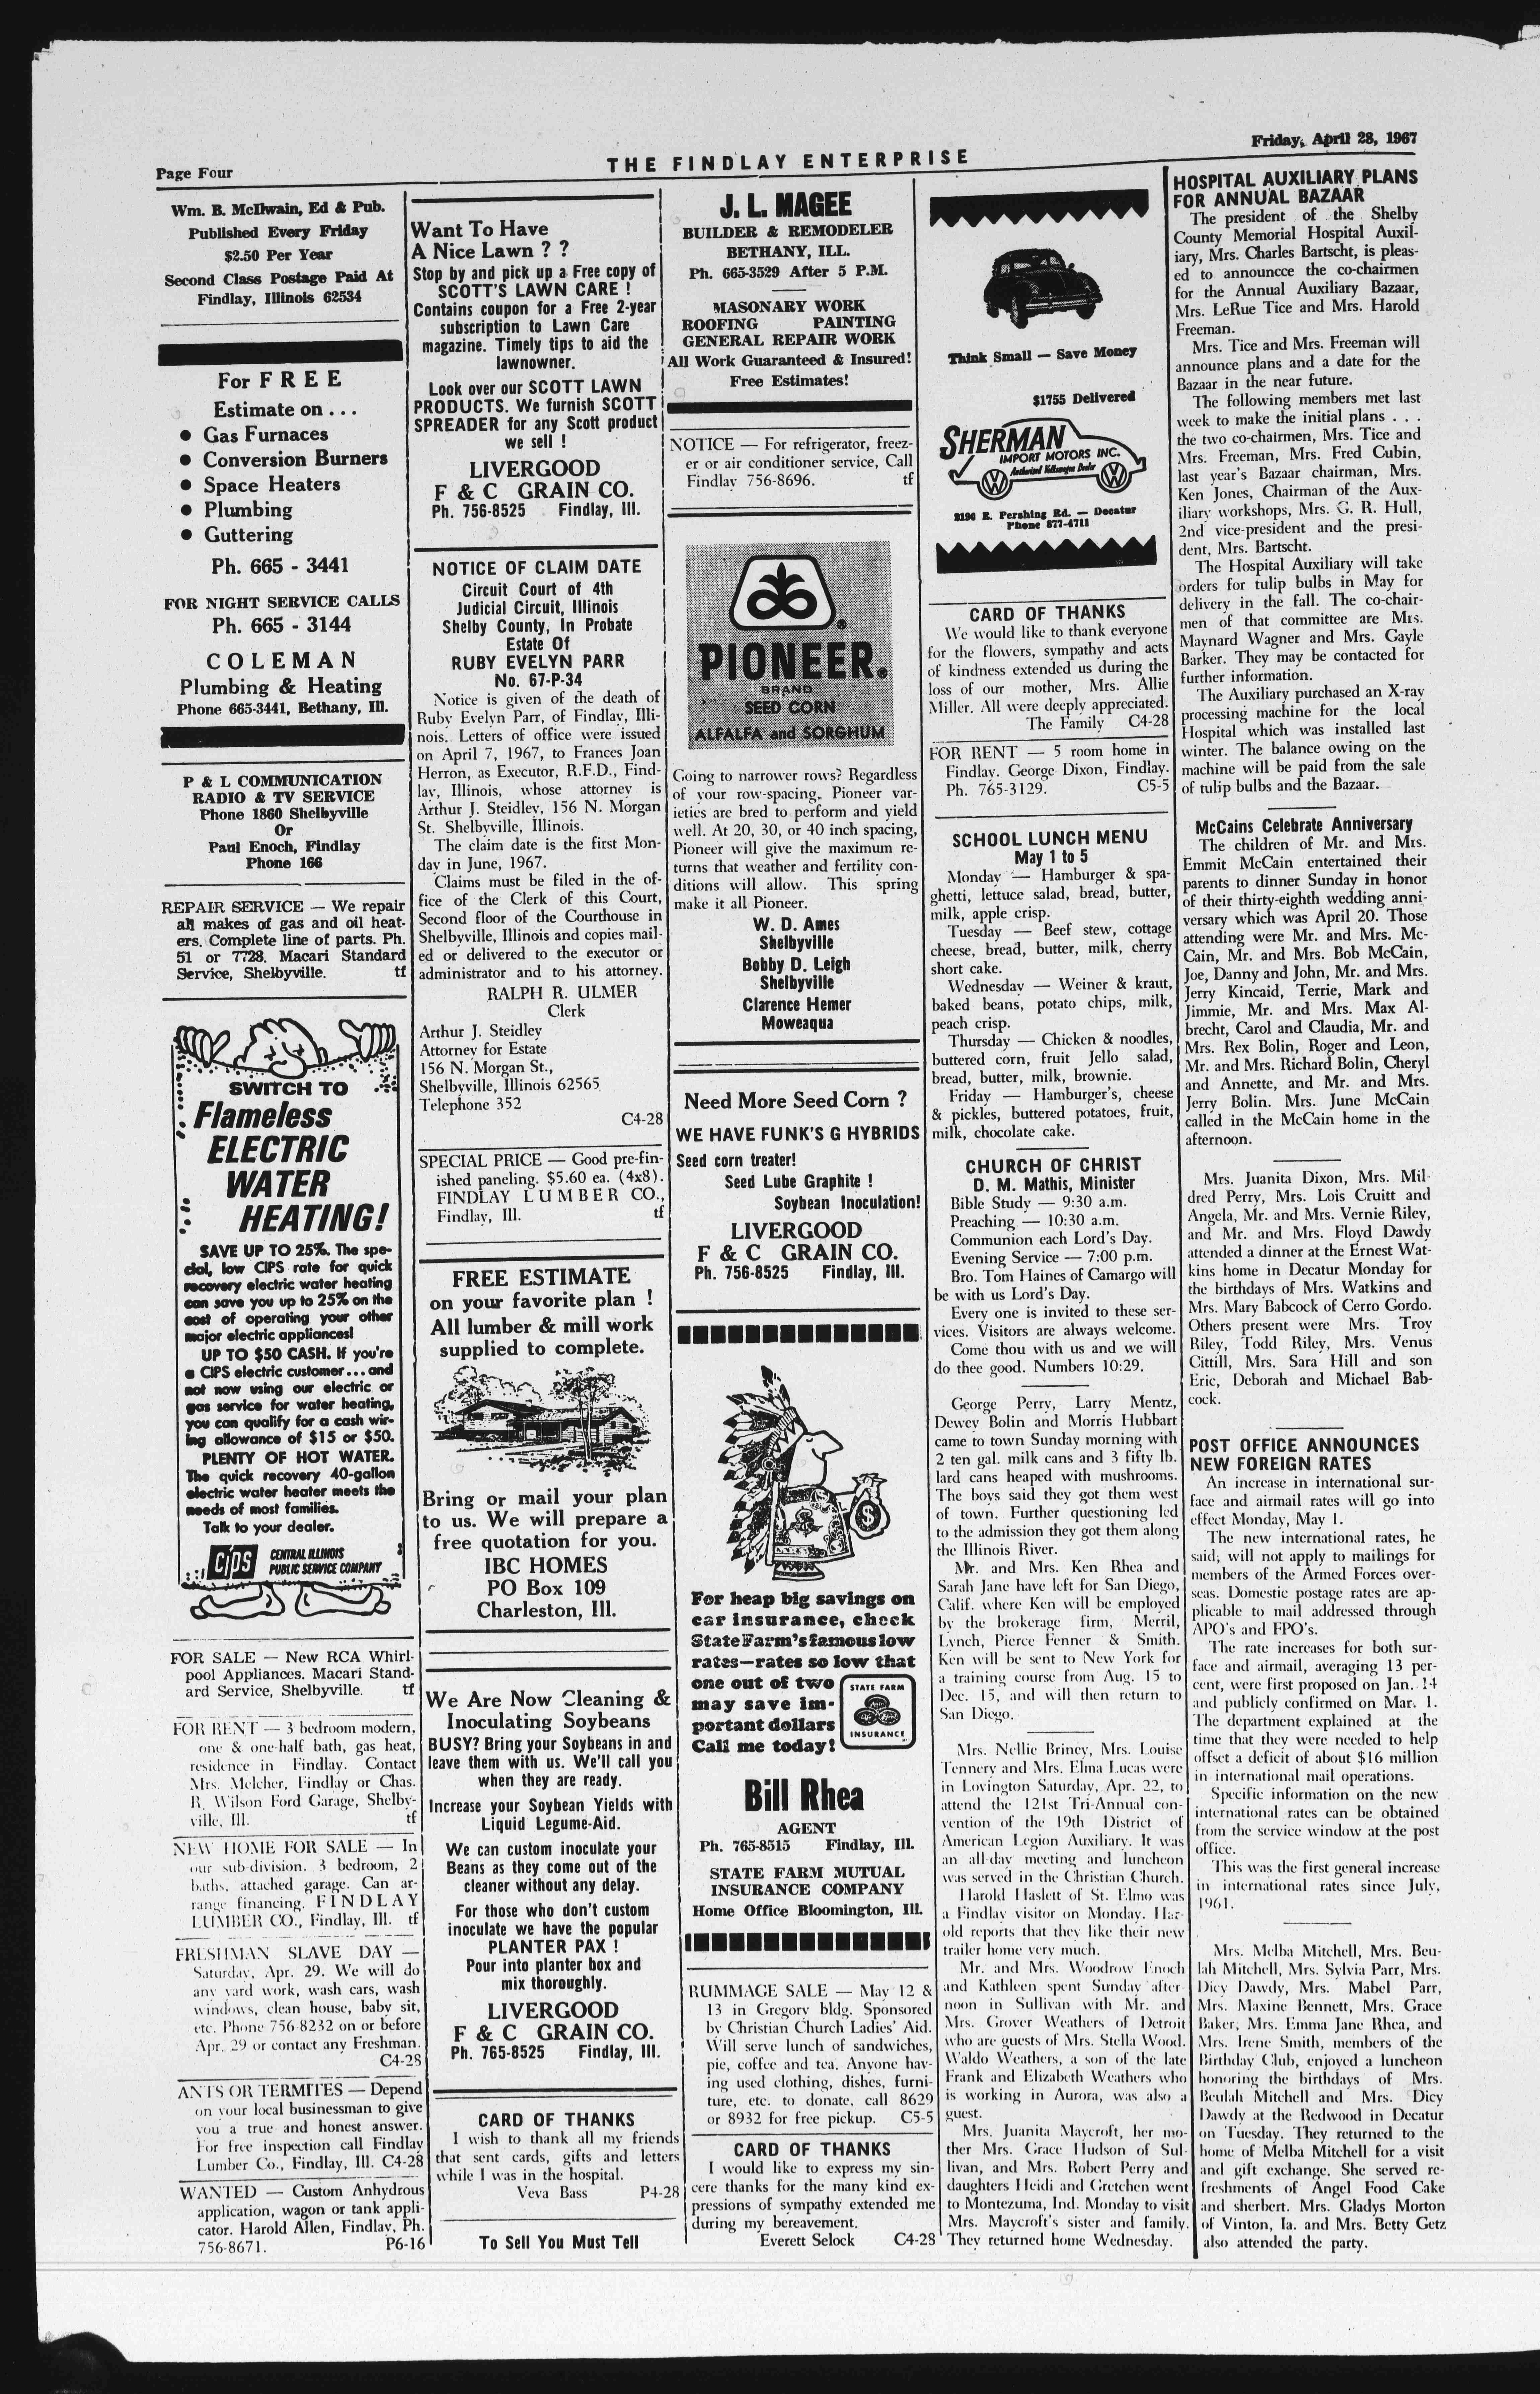 Page Four
THE FINDLAY ENTERPRISE
Friday, April 28, 1967
Wm. B. McIlwain, Ed & Pub.
Published Every Friday
$2.50 Per Year
Second Class Postage Paid At
Findlay, Illinois 62534
For FREE
Estimate on . . .
• Gas Furnaces
• Conversion Burners
• Space Heaters
• Plumbing
• Guttering
Ph. 665 - 3441
FOR NIGHT SERVICE CALLS
Ph. 665 - 3144
COLEMAN
Plumbing & Heating
Phone 665-3441, Bethany, Ill.
P & L COMMUNICATION
RADIO & TV SERVICE
Phone 1860 Shelbyville
Or
Paul Enoch, Findlay
Phone 166
REPAIR SERVICE — We repair
all makes of gas and oil heat-
ers. Complete line of parts. Ph.
51 or 7728. Macari Standard
Service, Shelbyville. tf
SWITCH TO
Flameless
ELECTRIC
WATER
HEATING!
SAVE UP TO 25%. The spe-
cial, low CIPS rate for quick
recovery electric water heating
can save you up to 25% on the
cost of operating your other
major electric appliances!
UP TO $50 CASH. If you're
a CIPS electric customer . . . and
not now using our electric or
gas service for water heating,
you can qualify for a cash wir-
ing allowance of $15 or $50.
PLENTY OF HOT WATER.
The quick recovery 40-gallon
electric water heater meets the
needs of most families.
Talk to your dealer.
CIPS CENTRAL ILLINOIS
PUBLIC SERVICE COMPANY
FOR SALE — New RCA Whirl-
pool Appliances. Macari Stand-
ard Service, Shelbyville. tf
FOR RENT — 3 bedroom modern,
one & one-half bath, gas heat,
residence in Findlay. Contact
Mrs. Melcher, Findlay or Chas.
R. Wilson Ford Garage, Shelby-
ville, Ill. tf
NEW HOME FOR SALE — In
our sub-division. 3 bedroom, 2
baths, attached garage. Can ar-
range financing. FINDLAY
LUMBER CO., Findlay, Ill. tf
FRESHMAN SLAVE DAY —
Saturday, Apr. 29. We will do
any yard work, wash cars, wash
windows, clean house, baby sit,
etc. Phone 756-8232 on or before
Apr. 29 or contact any Freshman.
C4-28
ANTS OR TERMITES — Depend
on your local businessman to give
you a true and honest answer.
For free inspection call Findlay
Lumber Co., Findlay, Ill. C4-28
WANTED — Custom Anhydrous
application, wagon or tank appli-
cator. Harold Allen, Findlay, Ph.
756-8671. P6-16
Want To Have
A Nice Lawn ? ?
Stop by and pick up a Free copy of
SCOTT'S LAWN CARE !
Contains coupon for a Free 2-year
subscription to Lawn Care
magazine. Timely tips to aid the
lawnowner.
Look over our SCOTT LAWN
PRODUCTS. We furnish SCOTT
SPREADER for any Scott product
we sell !
LIVERGOOD
F & C GRAIN CO.
Ph. 756-8525 Findlay, Ill.
NOTICE OF CLAIM DATE
Circuit Court of 4th
Judicial Circuit, Illinois
Shelby County, In Probate
Estate Of
RUBY EVELYN PARR
No. 67-P-34
Notice is given of the death of
Ruby Evelyn Parr, of Findlay, Illi-
nois. Letters of office were issued
on April 7, 1967, to Frances Joan
Herron, as Executor, R.F.D., Find-
lay, Illinois, whose attorney is
Arthur J. Steidley, 156 N. Morgan
St. Shelbyville, Illinois.
The claim date is the first Mon-
day in June, 1967.
Claims must be filed in the of-
fice of the Clerk of this Court,
Second floor of the Courthouse in
Shelbyville, Illinois and copies mail-
ed or delivered to the executor or
administrator and to his attorney.
RALPH R. ULMER
Clerk
Arthur J. Steidley
Attorney for Estate
156 N. Morgan St.,
Shelbyville, Illinois 62565
Telephone 352
C4-28
SPECIAL PRICE — Good pre-fin-
ished paneling. $5.60 ea. (4x8).
FINDLAY LUMBER CO.,
Findlay, Ill. tf
FREE ESTIMATE
on your favorite plan !
All lumber & mill work
supplied to complete.
Bring or mail your plan
to us. We will prepare a
free quotation for you.
IBC HOMES
PO Box 109
Charleston, Ill.
We Are Now Cleaning &
Inoculating Soybeans
BUSY? Bring your Soybeans in and
leave them with us. We'll call you
when they are ready.
Increase your Soybean Yields with
Liquid Legume-Aid.
We can custom inoculate your
Beans as they come out of the
cleaner without any delay.
For those who don't custom
inoculate we have the popular
PLANTER PAX !
Pour into planter box and
mix thoroughly.
LIVERGOOD
F & C GRAIN CO.
Ph. 765-8525 Findlay, Ill.
CARD OF THANKS
I wish to thank all my friends
that sent cards, gifts and letters
while I was in the hospital.
Veva Bass P4-28
To Sell You Must Tell
J. L. MAGEE
BUILDER & REMODELER
BETHANY, ILL.
Ph. 665-3529 After 5 P.M.
MASONARY WORK
ROOFING PAINTING
GENERAL REPAIR WORK
All Work Guaranteed & Insured!
Free Estimates!
NOTICE — For refrigerator, freez-
er or air conditioner service, Call
Findlay 756-8696. tf
PIONEER®
BRAND
SEED CORN
ALFALFA and SORGHUM
Going to narrower rows? Regardless
of your row-spacing, Pioneer var-
ieties are bred to perform and yield
well. At 20, 30, or 40 inch spacing,
Pioneer will give the maximum re-
turns that weather and fertility con-
ditions will allow. This spring
make it all Pioneer.
W. D. Ames
Shelbyville
Bobby D. Leigh
Shelbyville
Clarence Hemer
Moweaqua
Need More Seed Corn ?
WE HAVE FUNK'S G HYBRIDS
Seed corn treater!
Seed Lube Graphite !
Soybean Inoculation!
LIVERGOOD
F & C GRAIN CO.
Ph. 756-8525 Findlay, Ill.
$
For heap big savings on
car insurance, check
State Farm's famous low
rates—rates so low that
one out of two
may save im-
portant dollars
Call me today!
STATE FARM
INSURANCE
Bill Rhea
AGENT
Ph. 765-8515 Findlay, Ill.
STATE FARM MUTUAL
INSURANCE COMPANY
Home Office Bloomington, Ill.
RUMMAGE SALE — May 12 &
13 in Gregory bldg. Sponsored
by Christian Church Ladies' Aid.
Will serve lunch of sandwiches,
pie, coffee and tea. Anyone hav-
ing used clothing, dishes, furni-
ture, etc. to donate, call 8629
or 8932 for free pickup. C5-5
CARD OF THANKS
I would like to express my sin-
cere thanks for the many kind ex-
pressions of sympathy extended me
during my bereavement.
Everett Selock C4-28
Think Small — Save Money
$1755 Delivered
SHERMAN
IMPORT MOTORS INC.
Authorized Volkswagen Dealer
2190 E. Pershing Rd. — Decatur
Phone 877-4711
CARD OF THANKS
We would like to thank everyone
for the flowers, sympathy and acts
of kindness extended us during the
loss of our mother, Mrs. Allie
Miller. All were deeply appreciated.
The Family C4-28
FOR RENT — 5 room home in
Findlay. George Dixon, Findlay.
Ph. 765-3129. C5-5
SCHOOL LUNCH MENU
May 1 to 5
Monday — Hamburger & spa-
ghetti, lettuce salad, bread, butter,
milk, apple crisp.
Tuesday — Beef stew, cottage
cheese, bread, butter, milk, cherry
short cake.
Wednesday — Weiner & kraut,
baked beans, potato chips, milk,
peach crisp.
Thursday — Chicken & noodles,
buttered corn, fruit Jello salad,
bread, butter, milk, brownie.
Friday — Hamburger's, cheese
& pickles, buttered potatoes, fruit,
milk, chocolate cake.
CHURCH OF CHRIST
D. M. Mathis, Minister
Bible Study — 9:30 a.m.
Preaching — 10:30 a.m.
Communion each Lord's Day.
Evening Service — 7:00 p.m.
Bro. Tom Haines of Camargo will
be with us Lord's Day.
Every one is invited to these ser-
vices. Visitors are always welcome.
Come thou with us and we will
do thee good. Numbers 10:29.
George Perry, Larry Mentz,
Dewey Bolin and Morris Hubbart
came to town Sunday morning with
2 ten gal. milk cans and 3 fifty lb.
lard cans heaped with mushrooms.
The boys said they got them west
of town. Further questioning led
to the admission they got them along
the Illinois River.
Mr. and Mrs. Ken Rhea and
Sarah Jane have left for San Diego,
Calif. where Ken will be employed
by the brokerage firm, Merril,
Lynch, Pierce Fenner & Smith.
Ken will be sent to New York for
a training course from Aug. 15 to
Dec. 15, and will then return to
San Diego.
Mrs. Nellie Briney, Mrs. Louise
Tennery and Mrs. Elma Lucas were
in Lovington Saturday, Apr. 22, to
attend the 121st Tri-Annual con-
vention of the 19th District of
American Legion Auxiliary. It was
an all-day meeting and luncheon
was served in the Christian Church.
Harold Haslett of St. Elmo was
a Findlay visitor on Monday. Har-
old reports that they like their new
trailer home very much.
Mr. and Mrs. Woodrow Enoch
and Kathleen spent Sunday after-
noon in Sullivan with Mr. and
Mrs. Grover Weathers of Detroit
who are guests of Mrs. Stella Wood.
Waldo Weathers, a son of the late
Frank and Elizabeth Weathers who
is working in Aurora, was also a
guest.
Mrs. Juanita Maycroft, her mo-
ther Mrs. Grace Hudson of Sul-
livan, and Mrs. Robert Perry and
daughters Heidi and Gretchen went
to Montezuma, Ind. Monday to visit
Mrs. Maycroft's sister and family.
They returned home Wednesday.
HOSPITAL AUXILIARY PLANS
FOR ANNUAL BAZAAR
The president of the Shelby
County Memorial Hospital Auxil-
iary, Mrs. Charles Bartscht, is pleas-
ed to announcce the co-chairmen
for the Annual Auxiliary Bazaar,
Mrs. LeRue Tice and Mrs. Harold
Freeman.
Mrs. Tice and Mrs. Freeman will
announce plans and a date for the
Bazaar in the near future.
The following members met last
week to make the initial plans . . .
the two co-chairmen, Mrs. Tice and
Mrs. Freeman, Mrs. Fred Cubin,
last year's Bazaar chairman, Mrs.
Ken Jones, Chairman of the Aux-
iliary workshops, Mrs. G. R. Hull,
2nd vice-president and the presi-
dent, Mrs. Bartscht.
The Hospital Auxiliary will take
orders for tulip bulbs in May for
delivery in the fall. The co-chair-
men of that committee are Mrs.
Maynard Wagner and Mrs. Gayle
Barker. They may be contacted for
further information.
The Auxiliary purchased an X-ray
processing machine for the local
Hospital which was installed last
winter. The balance owing on the
machine will be paid from the sale
of tulip bulbs and the Bazaar.
McCains Celebrate Anniversary
The children of Mr. and Mrs.
Emmit McCain entertained their
parents to dinner Sunday in honor
of their thirty-eighth wedding anni-
versary which was April 20. Those
attending were Mr. and Mrs. Mc-
Cain, Mr. and Mrs. Bob McCain,
Joe, Danny and John, Mr. and Mrs.
Jerry Kincaid, Terrie, Mark and
Jimmie, Mr. and Mrs. Max Al-
brecht, Carol and Claudia, Mr. and
Mrs. Rex Bolin, Roger and Leon,
Mr. and Mrs. Richard Bolin, Cheryl
and Annette, and Mr. and Mrs.
Jerry Bolin. Mrs. June McCain
called in the McCain home in the
afternoon.
Mrs. Juanita Dixon, Mrs. Mil-
dred Perry, Mrs. Lois Cruitt and
Angela, Mr. and Mrs. Vernie Riley,
and Mr. and Mrs. Floyd Dawdy
attended a dinner at the Ernest Wat-
kins home in Decatur Monday for
the birthdays of Mrs. Watkins and
Mrs. Mary Babcock of Cerro Gordo.
Others present were Mrs. Troy
Riley, Todd Riley, Mrs. Venus
Cittill, Mrs. Sara Hill and son
Eric, Deborah and Michael Bab-
cock.
POST OFFICE ANNOUNCES
NEW FOREIGN RATES
An increase in international sur-
face and airmail rates will go into
effect Monday, May 1.
The new international rates, he
said, will not apply to mailings for
members of the Armed Forces over-
seas. Domestic postage rates are ap-
plicable to mail addressed through
APO's and FPO's.
The rate increases for both sur-
face and airmail, averaging 13 per-
cent, were first proposed on Jan. 14
and publicly confirmed on Mar. 1.
The department explained at the
time that they were needed to help
offset a deficit of about $16 million
in international mail operations.
Specific information on the new
international rates can be obtained
from the service window at the post
office.
This was the first general increase
in international rates since July,
1961.
Mrs. Melba Mitchell, Mrs. Beu-
lah Mitchell, Mrs. Sylvia Parr, Mrs.
Dicy Dawdy, Mrs. Mabel Parr,
Mrs. Maxine Bennett, Mrs. Grace
Baker, Mrs. Emma Jane Rhea, and
Mrs. Irene Smith, members of the
Birthday Club, enjoyed a luncheon
honoring the birthdays of Mrs.
Beulah Mitchell and Mrs. Dicy
Dawdy at the Redwood in Decatur
on Tuesday. They returned to the
home of Melba Mitchell for a visit
and gift exchange. She served re-
freshments of Angel Food Cake
and sherbert. Mrs. Gladys Morton
of Vinton, Ia. and Mrs. Betty Getz
also attended the party.